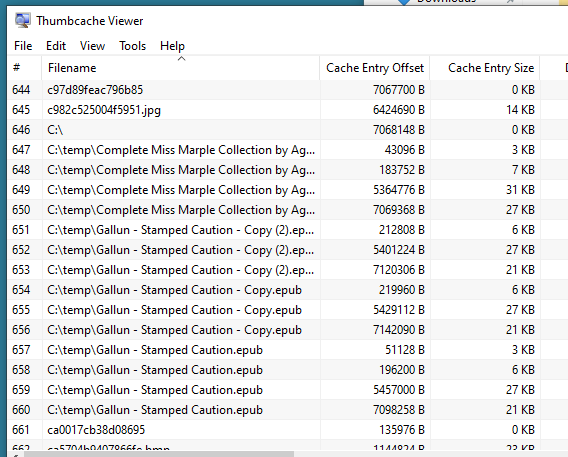 Downloads
Thumbcache Viewer
File Edit View Tools Help
# Filename Cache Entry Offset Cache Entry Size
644 c97d89feac796b85 7067700 B 0 KB
645 c982c525004f5951.jpg 6424690 B 14 KB
646 C:\ 7068148 B 0 KB
647 C:\temp\Complete Miss Marple Collection by Ag... 43096 B 3 KB
648 C:\temp\Complete Miss Marple Collection by Ag... 183752 B 7 KB
649 C:\temp\Complete Miss Marple Collection by Ag... 5364776 B 31 KB
650 C:\temp\Complete Miss Marple Collection by Ag... 7069368 B 27 KB
651 C:\temp\Gallun - Stamped Caution - Copy (2).ep... 212808 B 6 KB
652 C:\temp\Gallun - Stamped Caution - Copy (2).ep... 5401224 B 27 KB
653 C:\temp\Gallun - Stamped Caution - Copy (2).ep... 7120306 B 21 KB
654 C:\temp\Gallun - Stamped Caution - Copy.epub 219960 B 6 KB
655 C:\temp\Gallun - Stamped Caution - Copy.epub 5429112 B 27 KB
656 C:\temp\Gallun - Stamped Caution - Copy.epub 7142090 B 21 KB
657 C:\temp\Gallun - Stamped Caution.epub 51128 B 3 KB
658 C:\temp\Gallun - Stamped Caution.epub 196200 B 6 KB
659 C:\temp\Gallun - Stamped Caution.epub 5457000 B 27 KB
660 C:\temp\Gallun - Stamped Caution.epub 7098258 B 21 KB
661 ca0017cb38d08695 135976 B 0 KB
662 ca5704b9407866fe.bmp 1144824 B 23 KB